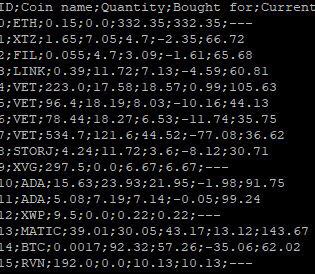 ID;Coin name;Quantity;Bought for;Current
0;ETH;0.15;0.0;332.35;332.35;---
1;XTZ;1.65;7.05;4.7;-2.35;66.72
2;FIL;0.055;4.7;3.09;-1.61;65.68
3;LINK;0.39;11.72;7.13;-4.59;60.81
4;VET;223.0;17.58;18.57;0.99;105.63
5;VET;96.4;18.19;8.03;-10.16;44.13
6;VET;78.44;18.27;6.53;-11.74;35.75
7;VET;534.7;121.6;44.52;-77.08;36.62
8;STORJ;4.24;11.72;3.6;-8.12;30.71
9;XVG;297.5;0.0;6.67;6.67;---
10;ADA;15.63;23.93;21.95;-1.98;91.75
11;ADA;5.08;7.19;7.14;-0.05;99.24
12;XWP;9.5;0.0;0.22;0.22;---
13;MATIC;39.01;30.05;43.17;13.12;143.67
14;BTC;0.0017;92.32;57.26;-35.06;62.02
15;RVN;192.0;0.0;10.13;10.13;---